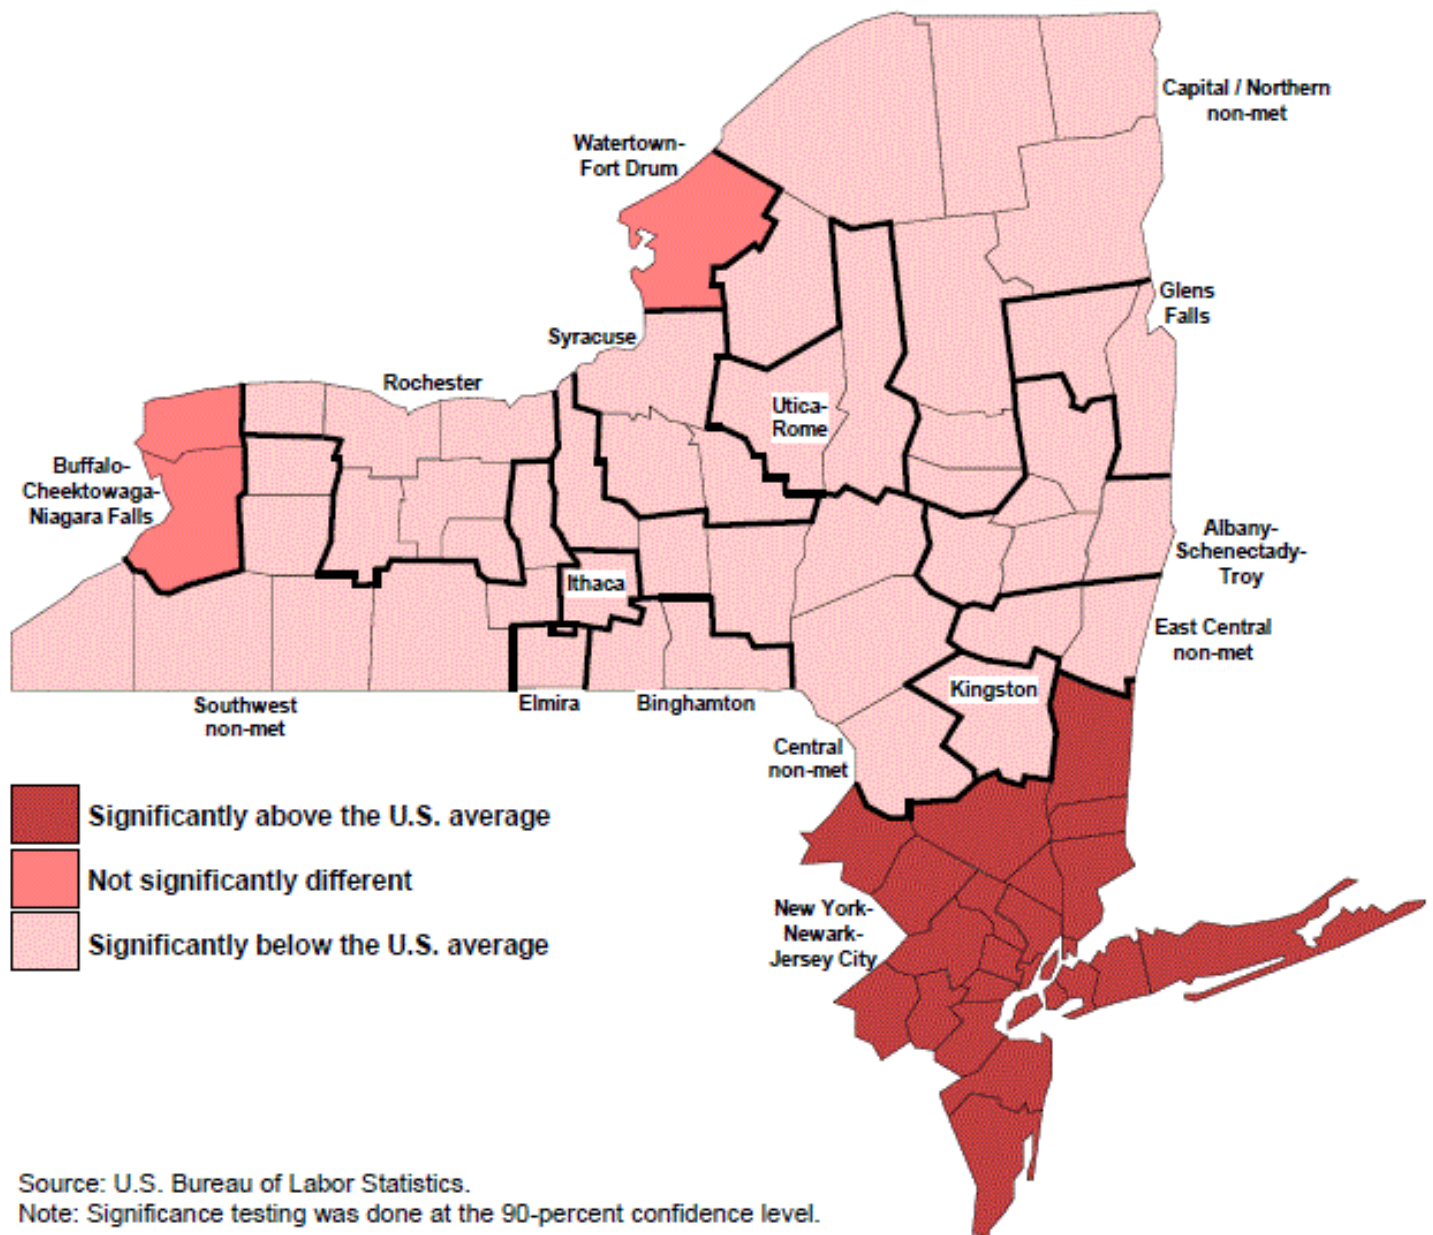 Capital / Northern
non-met
Watertown-
Fort Drum
Glens
Falls
Syracuse
Rochester
Utica-
Rome
Buffalo-
Cheektowaga-
Niagara Falls
Albany-
Schenectady-
Troy
Ithaca
East Central
non-met
Kingston
Southwest
non-met
Elmira
Binghamton
Central
non-met
Significantly above the U.S. average
Not significantly different
Significantly below the U.S. average
New York-
Newark-
Jersey City
Source: U.S. Bureau of Labor Statistics.
Note: Significance testing was done at the 90-percent confidence level.